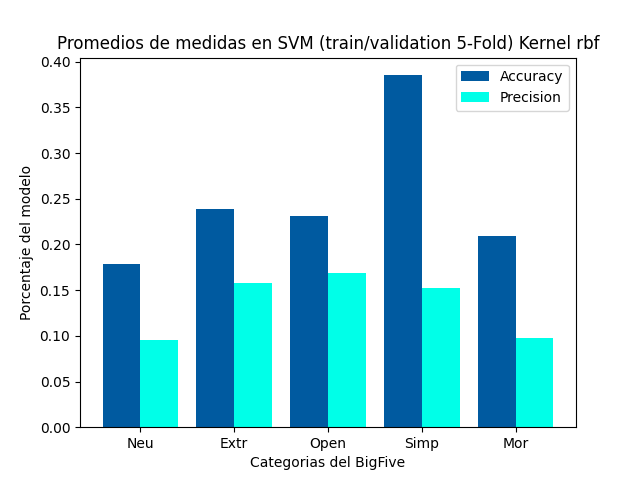 Promedios de medidas en SVM (train/validation 5-Fold) Kernel rbf
Accuracy
Precision
Porcentaje del modelo
0.40
0.35
0.30
0.25
0.20
0.15
0.10
0.05
0.00
Neu Extr Open Simp Mor
Categorias del BigFive